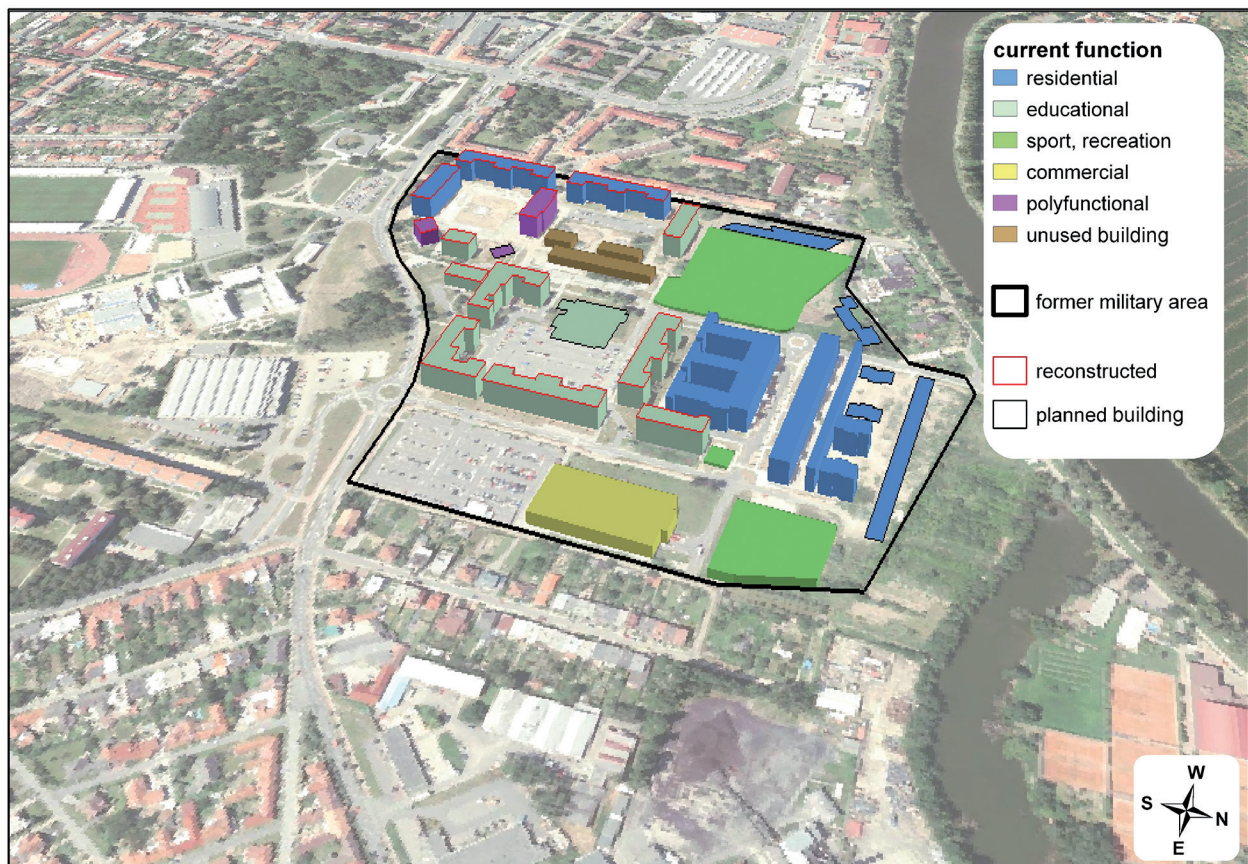 current function
residential
educational
sport, recreation
commercial
polyfunctional
unused building
former military area
reconstructed
planned building
W
S
N
E